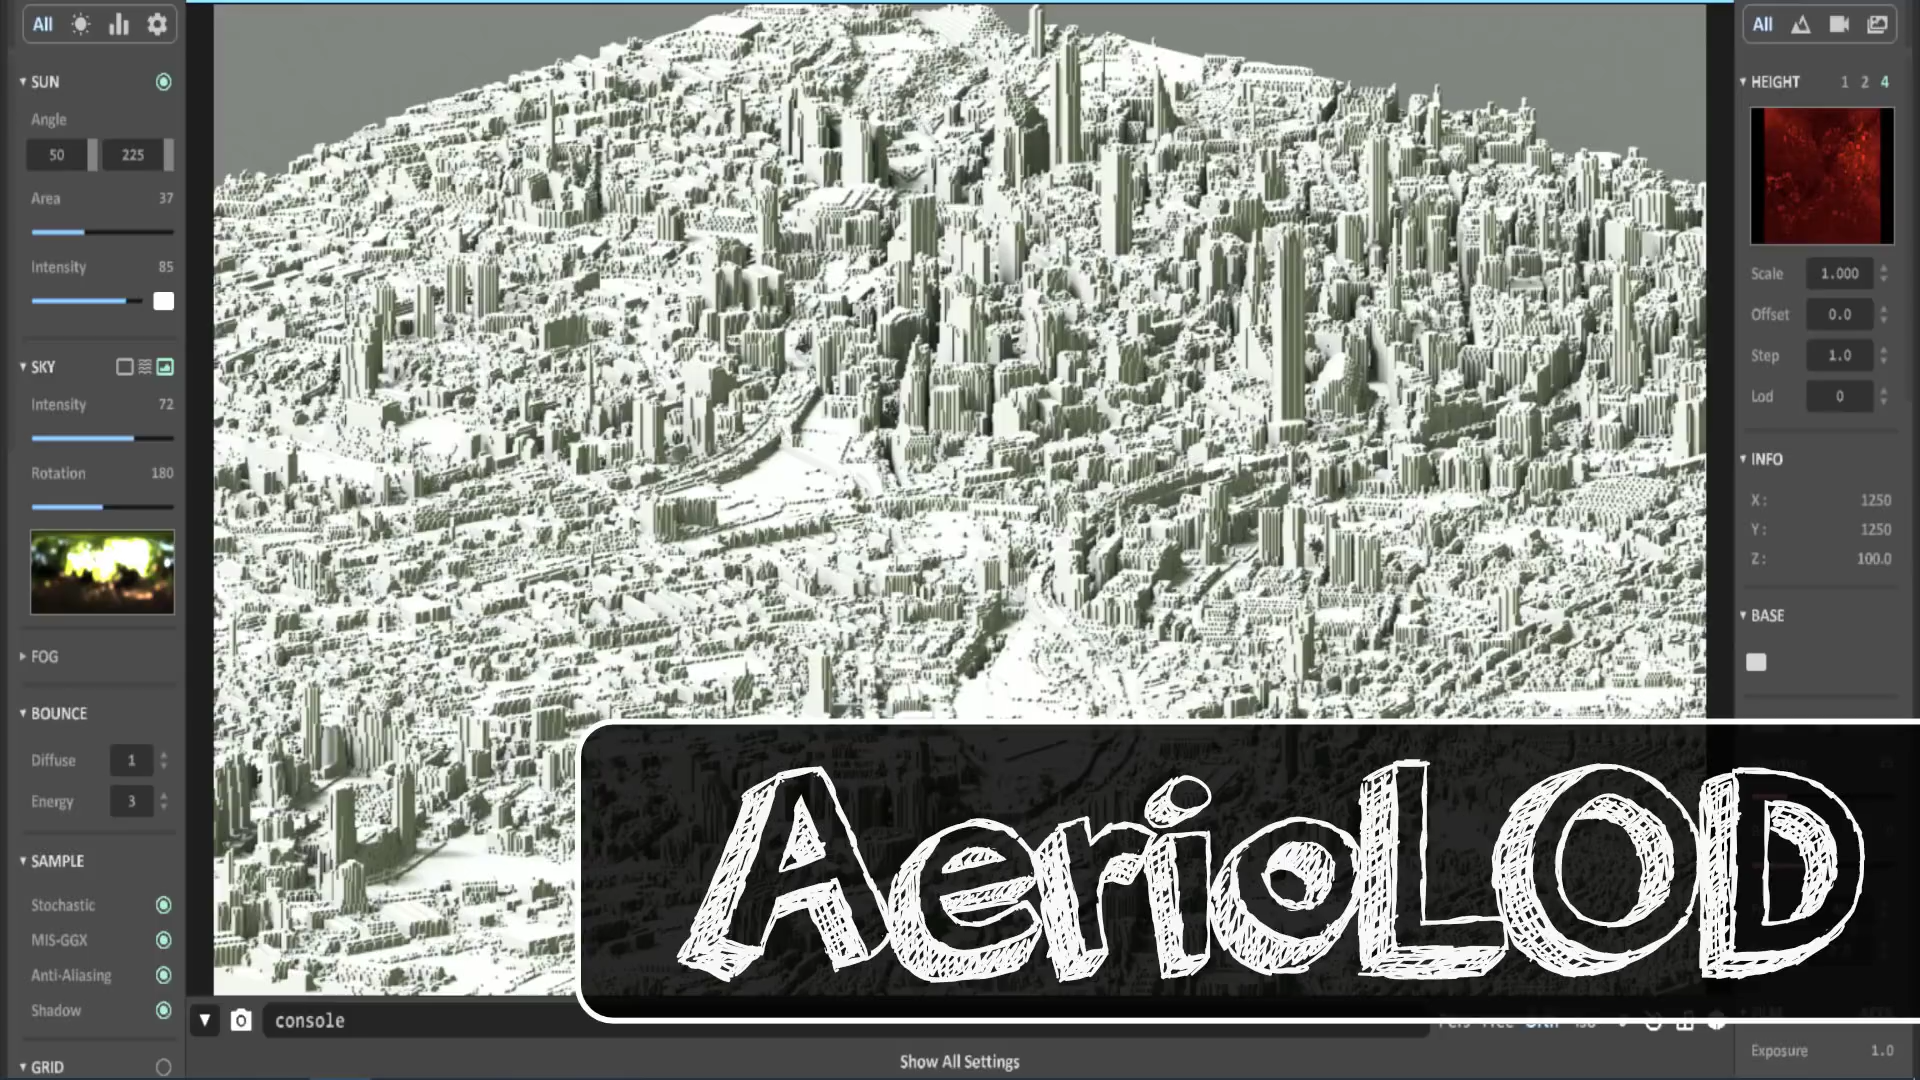 All
SUN
Angle
50 225
Area 37
Intensity 85
SKY
Intensity 72
Rotation 180
FOG
BOUNCE
Diffuse 1
Energy 3
SAMPLE
Stochastic
MIS-GGX
Anti-Aliasing
Shadow
GRID
console
Show All Settings
AerioLOD
All
HEIGHT 1 2 4
Scale 1.000
Offset 0.0
Step 1.0
Lod 0
INFO
X: 1250
Y: 1250
Z: 100.0
BASE
Exposure 1.0